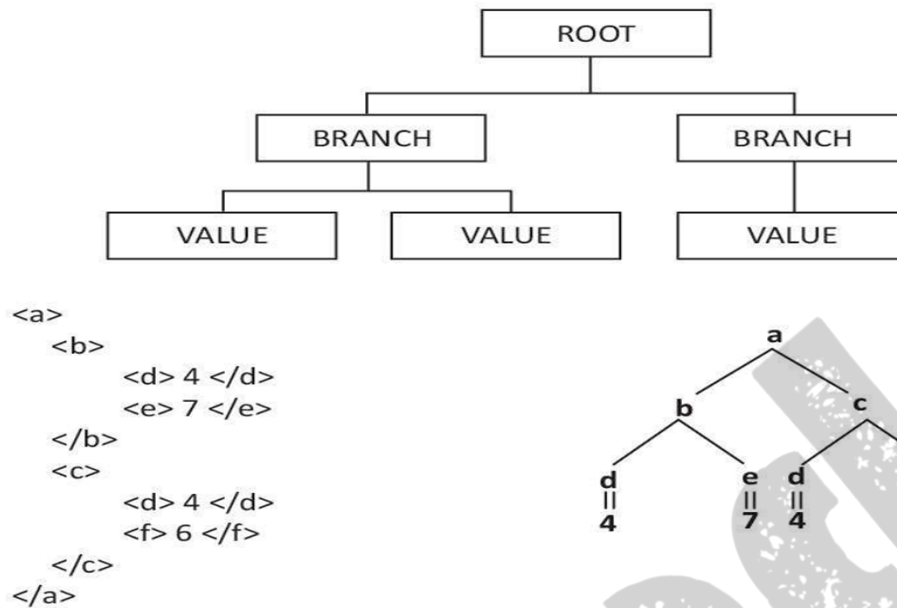 ROOT
BRANCH BRANCH
VALUE VALUE VALUE
<a>
<b>
<d> 4 </d>
<e> 7 </e>
</b>
<c>
<d> 4 </d>
<f> 6 </f>
</c>
</a>
a
b c
d e d
4 7 4